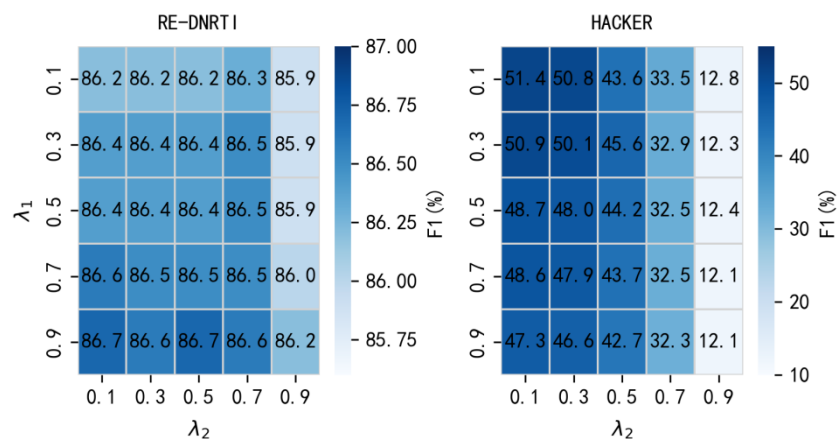 RE-DNRTI
HACKER
0.1 86.2 86.2 86.2 86.3 85.9
0.3 86.4 86.4 86.4 86.5 85.9
0.5 86.4 86.4 86.4 86.5 85.9
0.7 86.6 86.5 86.5 86.5 86.0
0.9 86.7 86.6 86.7 86.6 86.2
0.1 0.3 0.5 0.7 0.9
λ1
λ2
87.00
86.75
86.50
86.25
86.00
85.75
F1(%)
0.1 51.4 50.8 43.6 33.5 12.8
0.3 50.9 50.1 45.6 32.9 12.3
0.5 48.7 48.0 44.2 32.5 12.4
0.7 48.6 47.9 43.7 32.5 12.1
0.9 47.3 46.6 42.7 32.3 12.1
0.1 0.3 0.5 0.7 0.9
λ2
50
40
30
20
10
F1(%)